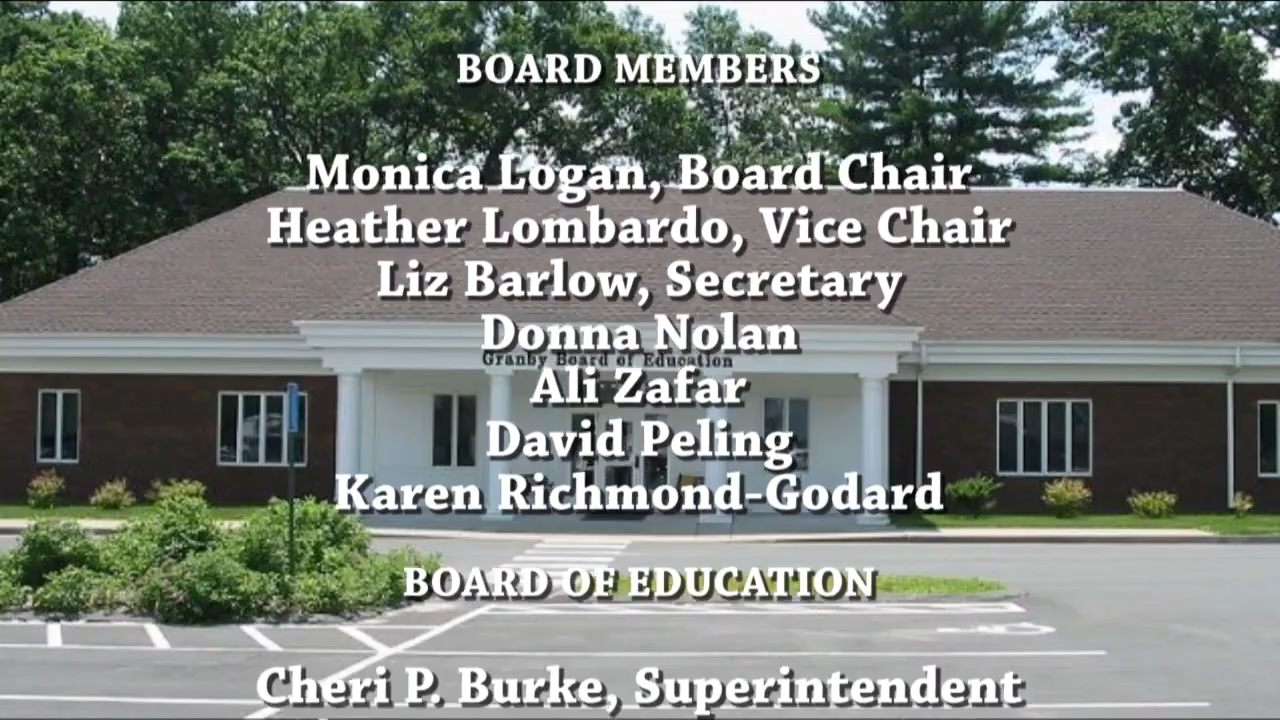 BOARD MEMBERS
Monica Logan, Board Chair
Heather Lombardo, Vice Chair
Liz Barlow, Secretary
Donna Nolan
Granby Board of Education
Ali Zafar
David Peling
Karen Richmond-Godard
BOARD OF EDUCATION
Cheri P. Burke, Superintendent